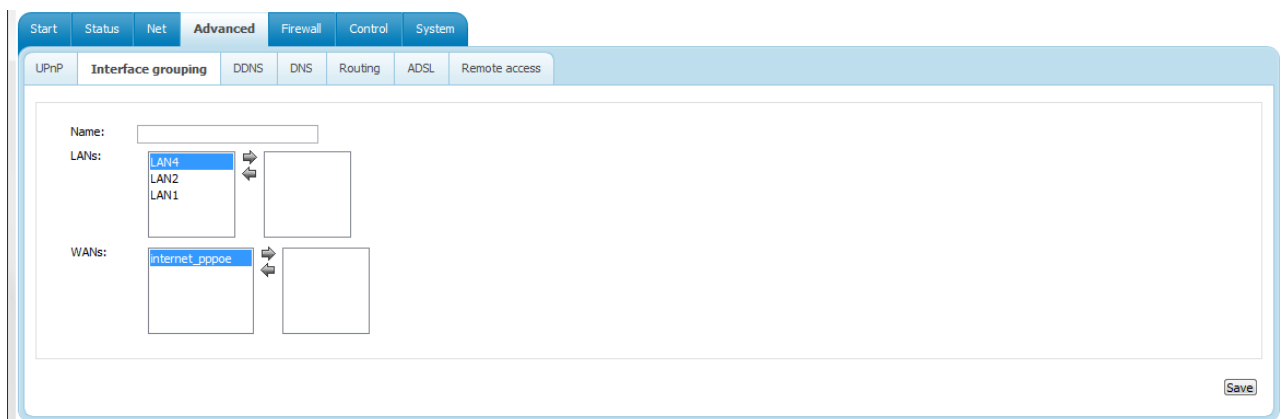 Start Status Net Advanced Firewall Control System
UPnP Interface grouping DDNS DNS Routing ADSL Remote access
Name:
LANs:
LAN4
LAN2
LAN1
WANs:
internet_pppoe
Save